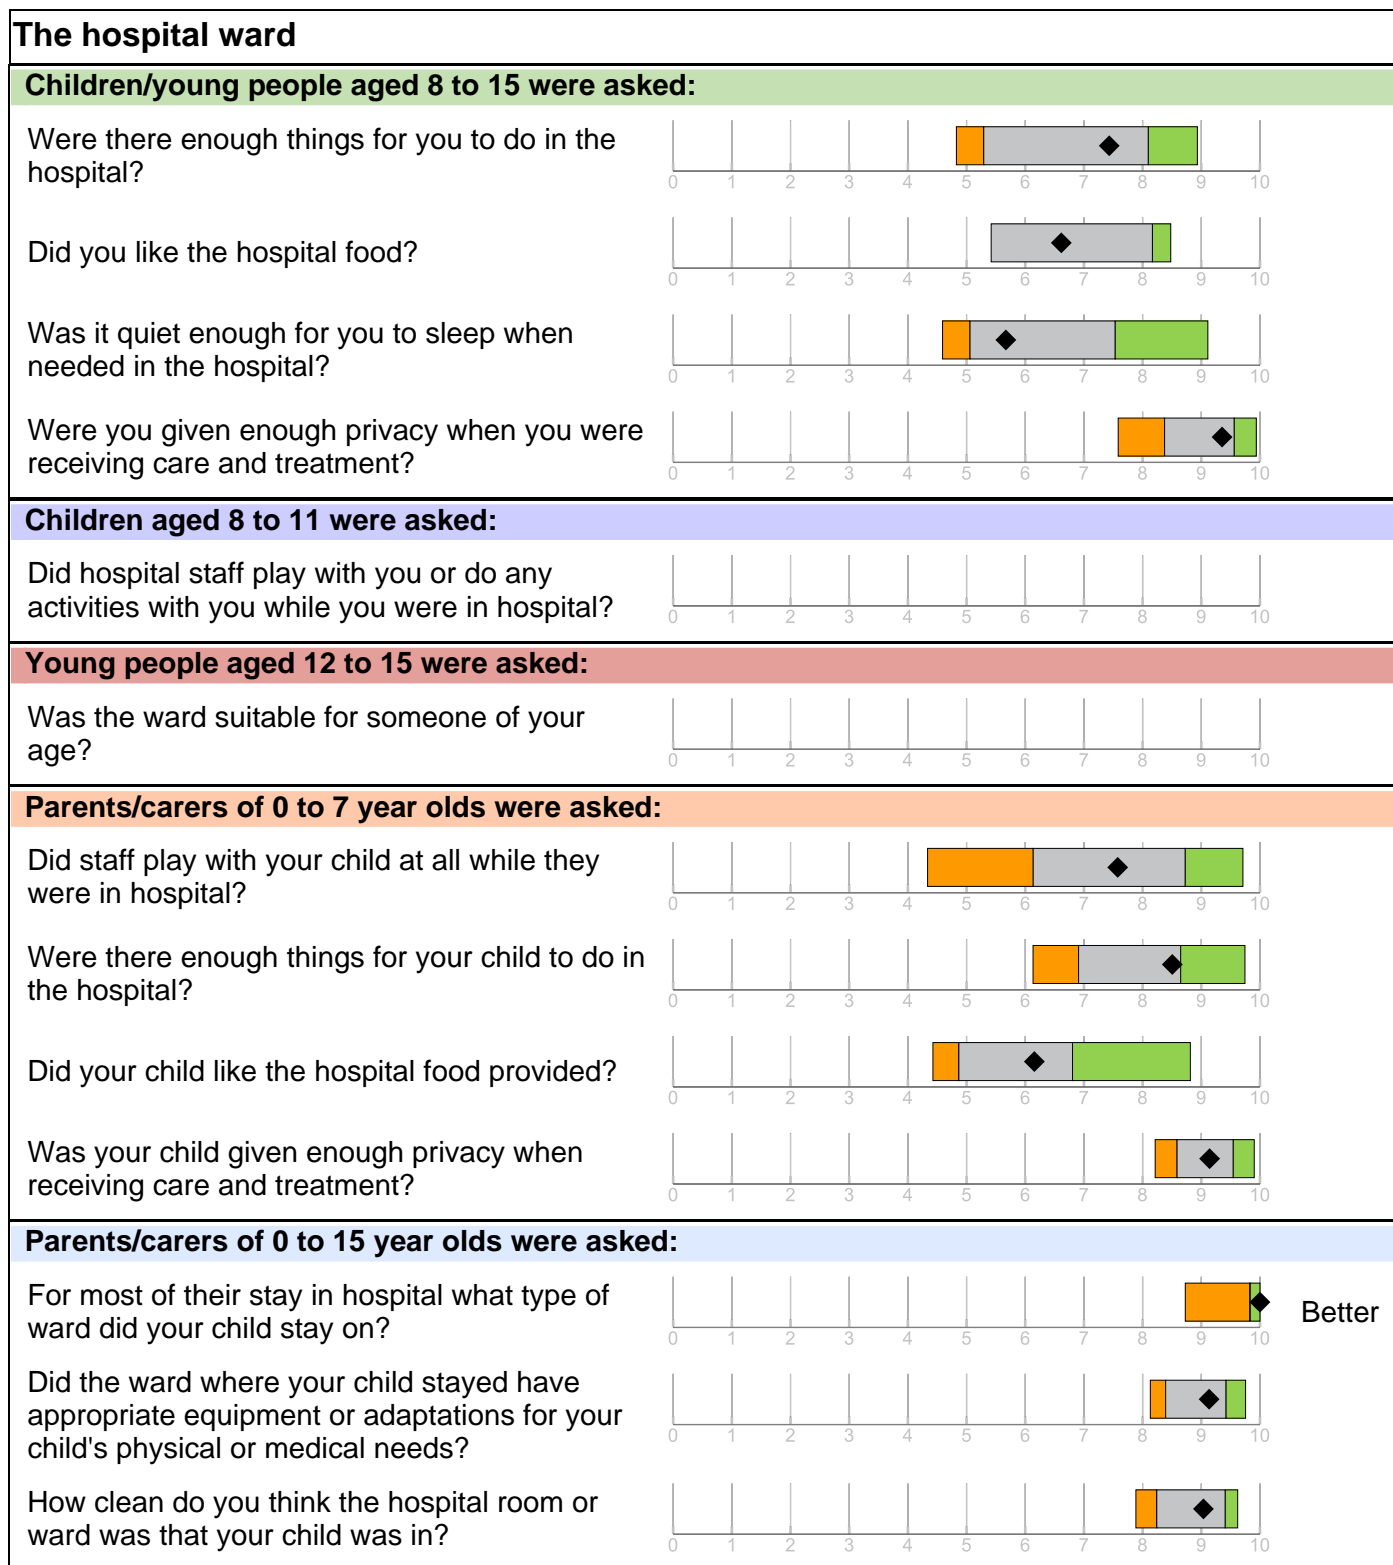 The hospital ward
Children/young people aged 8 to 15 were asked:
Were there enough things for you to do in the
hospital?
0 1 2 3 4 5 6 7 8 9 10
Did you like the hospital food?
0 1 2 3 4 5 6 7 8 9 10
Was it quiet enough for you to sleep when
needed in the hospital?
0 1 2 3 4 5 6 7 8 9 10
Were you given enough privacy when you were
receiving care and treatment?
0 1 2 3 4 5 6 7 8 9 10
Children aged 8 to 11 were asked:
Did hospital staff play with you or do any
activities with you while you were in hospital?
0 1 2 3 4 5 6 7 8 9 10
Young people aged 12 to 15 were asked:
Was the ward suitable for someone of your
age?
0 1 2 3 4 5 6 7 8 9 10
Parents/carers of 0 to 7 year olds were asked:
Did staff play with your child at all while they
were in hospital?
0 1 2 3 4 5 6 7 8 9 10
Were there enough things for your child to do in
the hospital?
0 1 2 3 4 5 6 7 8 9 10
Did your child like the hospital food provided?
0 1 2 3 4 5 6 7 8 9 10
Was your child given enough privacy when
receiving care and treatment?
0 1 2 3 4 5 6 7 8 9 10
Parents/carers of 0 to 15 year olds were asked:
For most of their stay in hospital what type of
ward did your child stay on?
0 1 2 3 4 5 6 7 8 9 10
Better
Did the ward where your child stayed have
appropriate equipment or adaptations for your
child's physical or medical needs?
0 1 2 3 4 5 6 7 8 9 10
How clean do you think the hospital room or
ward was that your child was in?
0 1 2 3 4 5 6 7 8 9 10